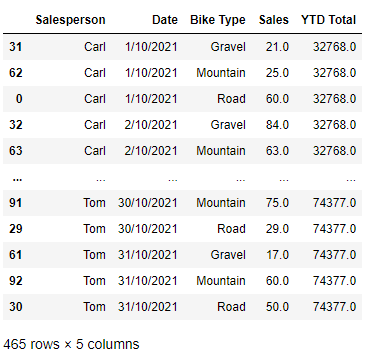 Salesperson Date Bike Type Sales YTD Total
31 Carl 1/10/2021 Gravel 21.0 32768.0
62 Carl 1/10/2021 Mountain 25.0 32768.0
0 Carl 1/10/2021 Road 60.0 32768.0
32 Carl 2/10/2021 Gravel 84.0 32768.0
63 Carl 2/10/2021 Mountain 63.0 32768.0
... ... ... ... ... ...
91 Tom 30/10/2021 Mountain 75.0 74377.0
29 Tom 30/10/2021 Road 29.0 74377.0
61 Tom 31/10/2021 Gravel 17.0 74377.0
92 Tom 31/10/2021 Mountain 60.0 74377.0
30 Tom 31/10/2021 Road 50.0 74377.0
465 rows × 5 columns